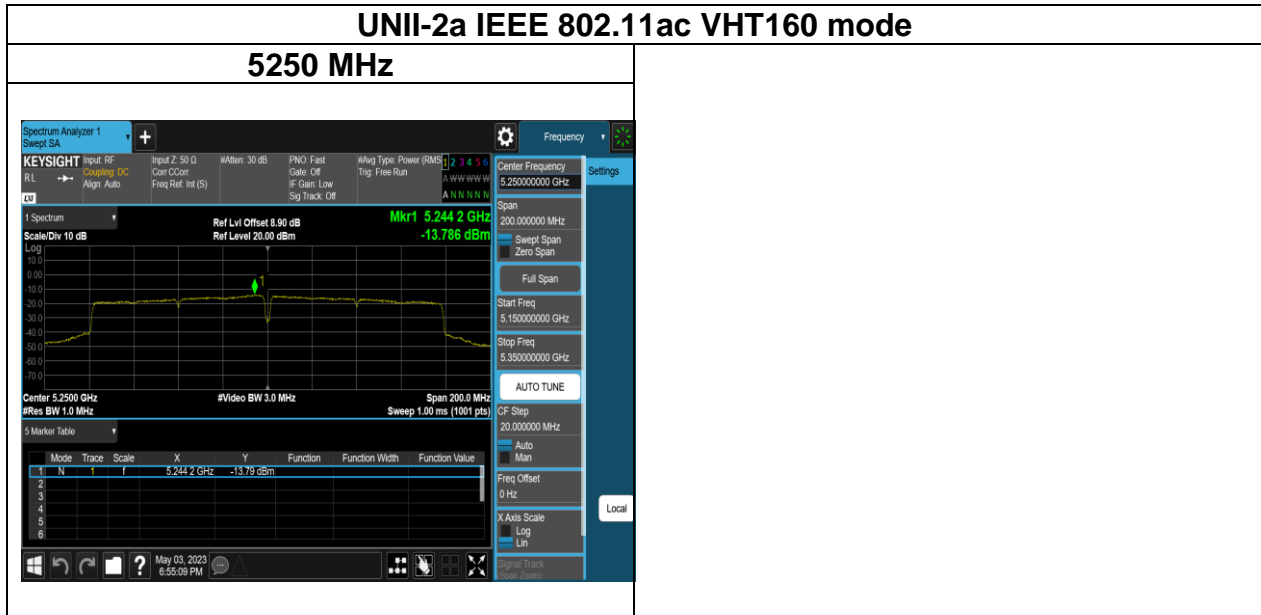 UNII-2a IEEE 802.11ac VHT160 mode
5250 MHz
Spectrum Analyzer 1
Swept SA
+
Frequency
KEYSIGHT
RL
LXI
Input: RF
Coupling: DC
Align: Auto
Input Z: 50 Ω
Corr CCorr
Freq Ref: Int (S)
#Atten: 30 dB
PNO: Fast
Gate: Off
IF Gain: Low
Sig Track: Off
#Avg Type: Power (RMS
Trig: Free Run
1 2 3 4 5 6
A W W W W W
A N N N N N
1 Spectrum
Scale/Div 10 dB
Ref Lvl Offset 8.90 dB
Ref Level 20.00 dBm
Mkr1 5.244 2 GHz
-13.786 dBm
Log
10.0
0.00
-10.0
-20.0
-30.0
-40.0
-50.0
-60.0
-70.0
1
Center 5.2500 GHz
#Res BW 1.0 MHz
#Video BW 3.0 MHz
Span 200.0 MHz
Sweep 1.00 ms (1001 pts)
5 Marker Table
Mode Trace Scale X Y Function Function Width Function Value
1 N 1 f 5.244 2 GHz -13.79 dBm
2
3
4
5
6
Center Frequency
5.250000000 GHz
Settings
Span
200.000000 MHz
Swept Span
Zero Span
Full Span
Start Freq
5.150000000 GHz
Stop Freq
5.350000000 GHz
AUTO TUNE
CF Step
20.000000 MHz
Auto
Man
Freq Offset
0 Hz
X Axis Scale
Log
Lin
Signal Track
(Span Zoom)
Local
?
May 03, 2023
6:55:09 PM